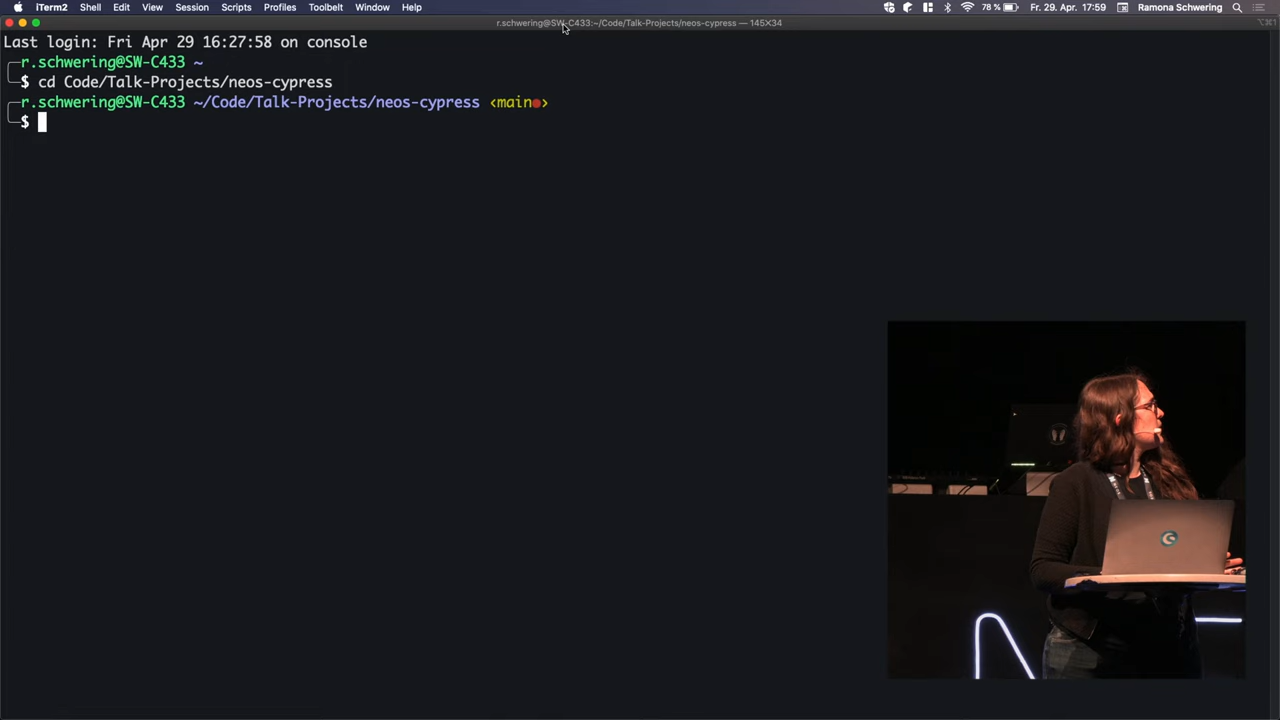 iTerm2 Shell Edit View Session Scripts Profiles Toolbelt Window Help 78 % Fr. 29. Apr. 17:59 Ramona Schwering
r.schwering@SW-C433:~/Code/Talk-Projects/neos-cypress — 145×34
Last login: Fri Apr 29 16:27:58 on console
r.schwering@SW-C433 ~
$ cd Code/Talk-Projects/neos-cypress
r.schwering@SW-C433 ~/Code/Talk-Projects/neos-cypress ‹main●›
$